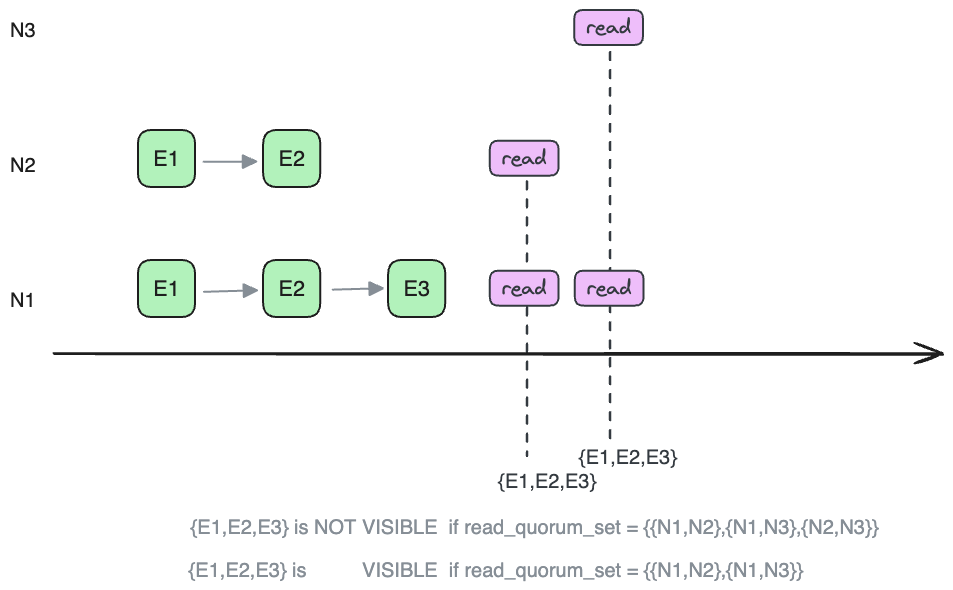 N3
read
N2
E1
E2
read
N1
E1
E2
E3
read
read
{E1,E2,E3}
{E1,E2,E3}
{E1,E2,E3} is NOT VISIBLE if read_quorum_set = {{N1,N2},{N1,N3},{N2,N3}}
{E1,E2,E3} is VISIBLE if read_quorum_set = {{N1,N2},{N1,N3}}